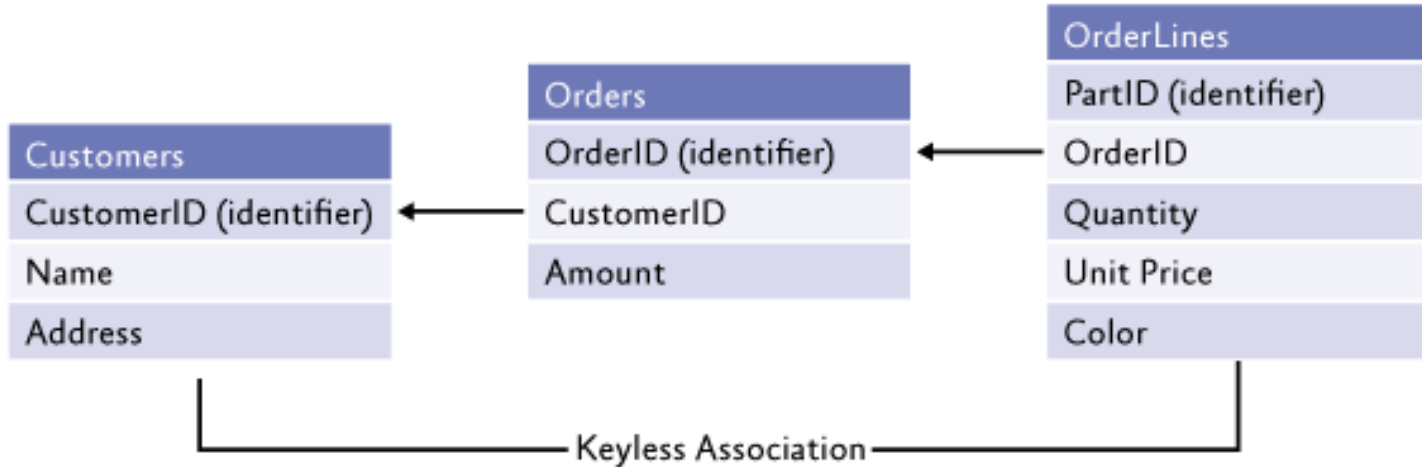 Customers
CustomerID (identifier)
Name
Address
Orders
OrderID (identifier)
CustomerID
Amount
OrderLines
PartID (identifier)
OrderID
Quantity
Unit Price
Color
Keyless Association